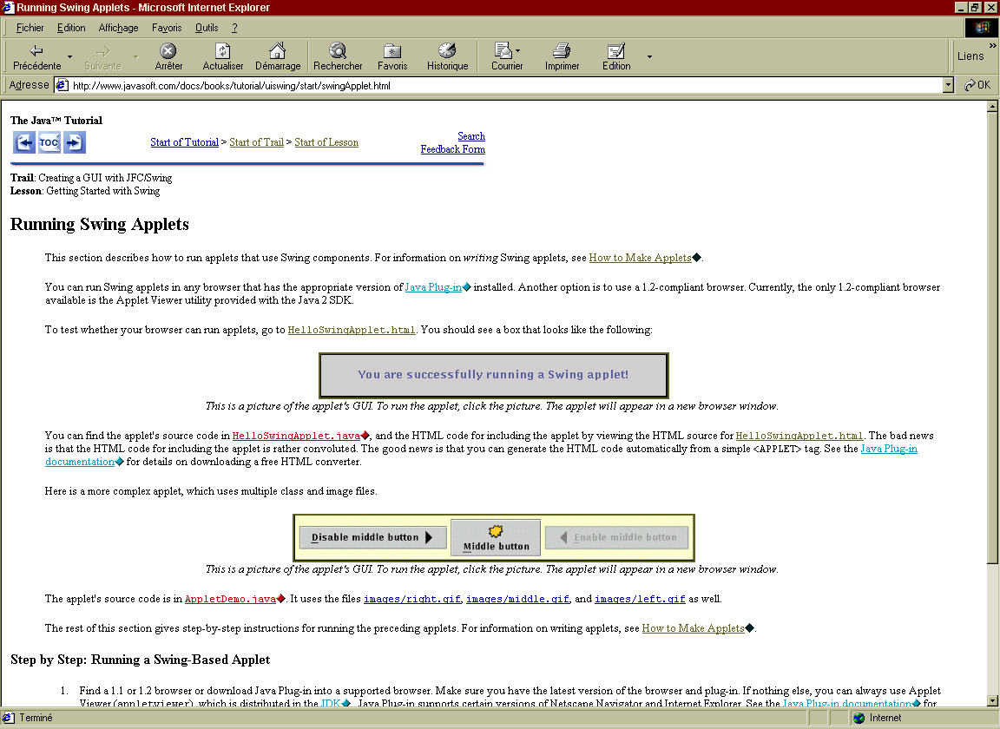 Running Swing Applets - Microsoft Internet Explorer
Fichier Edition Affichage Favoris Outils ?
Précédente Suivante Arrêter Actualiser Démarrage Rechercher Favoris Historique Courrier Imprimer Edition Liens »
Adresse http://www.javasoft.com/docs/books/tutorial/uiswing/start/swingApplet.html OK
The Java™ Tutorial
TOC Start of Tutorial > Start of Trail > Start of Lesson Search
Feedback Form
Trail: Creating a GUI with JFC/Swing
Lesson: Getting Started with Swing
Running Swing Applets
This section describes how to run applets that use Swing components. For information on writing Swing applets, see How to Make Applets.
You can run Swing applets in any browser that has the appropriate version of Java Plug-in installed. Another option is to use a 1.2-compliant browser. Currently, the only 1.2-compliant browser
available is the Applet Viewer utility provided with the Java 2 SDK.
To test whether your browser can run applets, go to HelloSwingApplet.html. You should see a box that looks like the following:
You are successfully running a Swing applet!
This is a picture of the applet's GUI. To run the applet, click the picture. The applet will appear in a new browser window.
You can find the applet's source code in HelloSwingApplet.java, and the HTML code for including the applet by viewing the HTML source for HelloSwingApplet.html. The bad news
is that the HTML code for including the applet is rather convoluted. The good news is that you can generate the HTML code automatically from a simple <APPLET> tag. See the Java Plug-in
documentation for details on downloading a free HTML converter.
Here is a more complex applet, which uses multiple class and image files.
Disable middle button Middle button Enable middle button
This is a picture of the applet's GUI. To run the applet, click the picture. The applet will appear in a new browser window.
The applet's source code is in AppletDemo.java. It uses the files images/right.gif, images/middle.gif, and images/left.gif as well.
The rest of this section gives step-by-step instructions for running the preceding applets. For information on writing applets, see How to Make Applets.
Step by Step: Running a Swing-Based Applet
1. Find a 1.1 or 1.2 browser or download Java Plug-in into a supported browser. Make sure you have the latest version of the browser and plug-in. If nothing else, you can always use Applet
Viewer (appletviewer), which is distributed in the JDK. Java Plug-in supports certain versions of Netscape Navigator and Internet Explorer. See the Java Plug-in documentation for
Terminé Internet